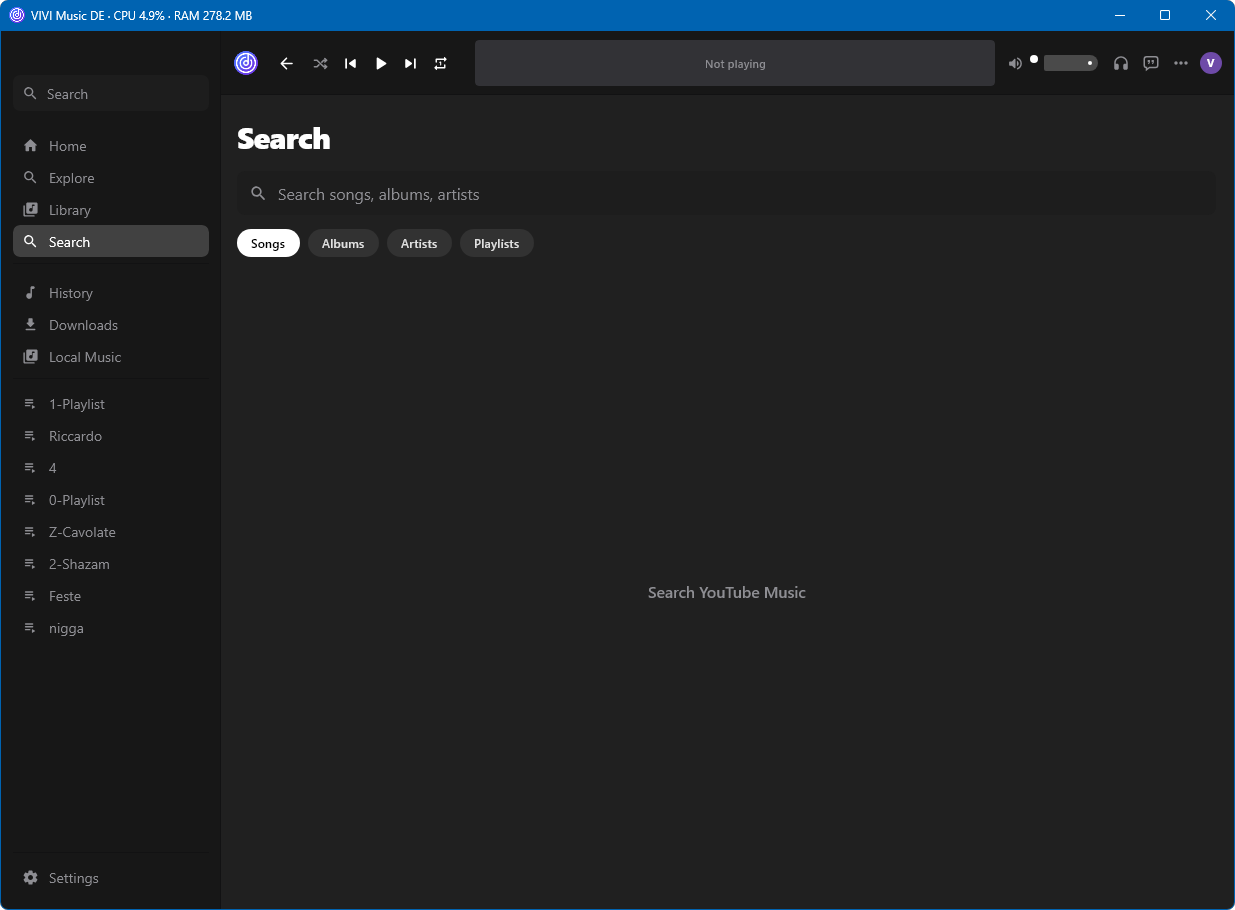 VIVI Music DE · CPU 4.9% · RAM 278.2 MB
Not playing
V
Search
Home
Explore
Library
Search
History
Downloads
Local Music
1-Playlist
Riccardo
4
0-Playlist
Z-Cavolate
2-Shazam
Feste
nigga
Settings
Search
Search songs, albums, artists
Songs Albums Artists Playlists
Search YouTube Music